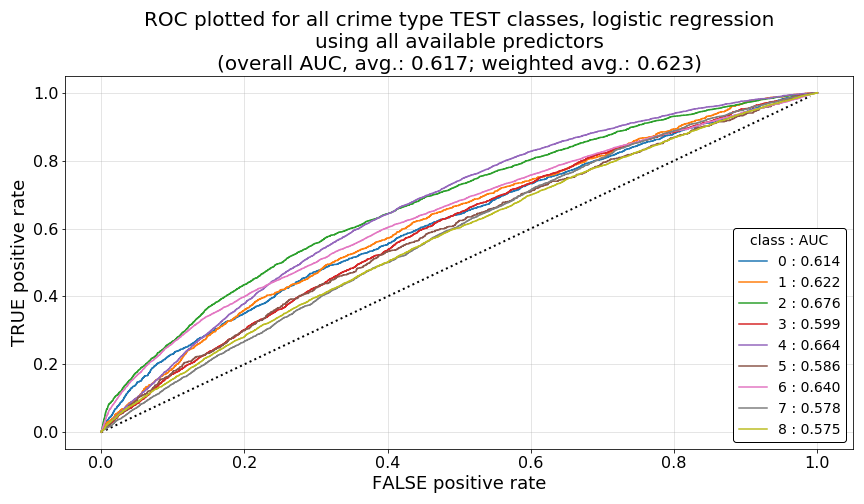 ROC plotted for all crime type TEST classes, logistic regression
using all available predictors
(overall AUC, avg.: 0.617; weighted avg.: 0.623)
TRUE positive rate
1.0
0.8
0.6
0.4
0.2
0.0
class : AUC
0 : 0.614
1 : 0.622
2 : 0.676
3 : 0.599
4 : 0.664
5 : 0.586
6 : 0.640
7 : 0.578
8 : 0.575
0.0 0.2 0.4 0.6 0.8 1.0
FALSE positive rate